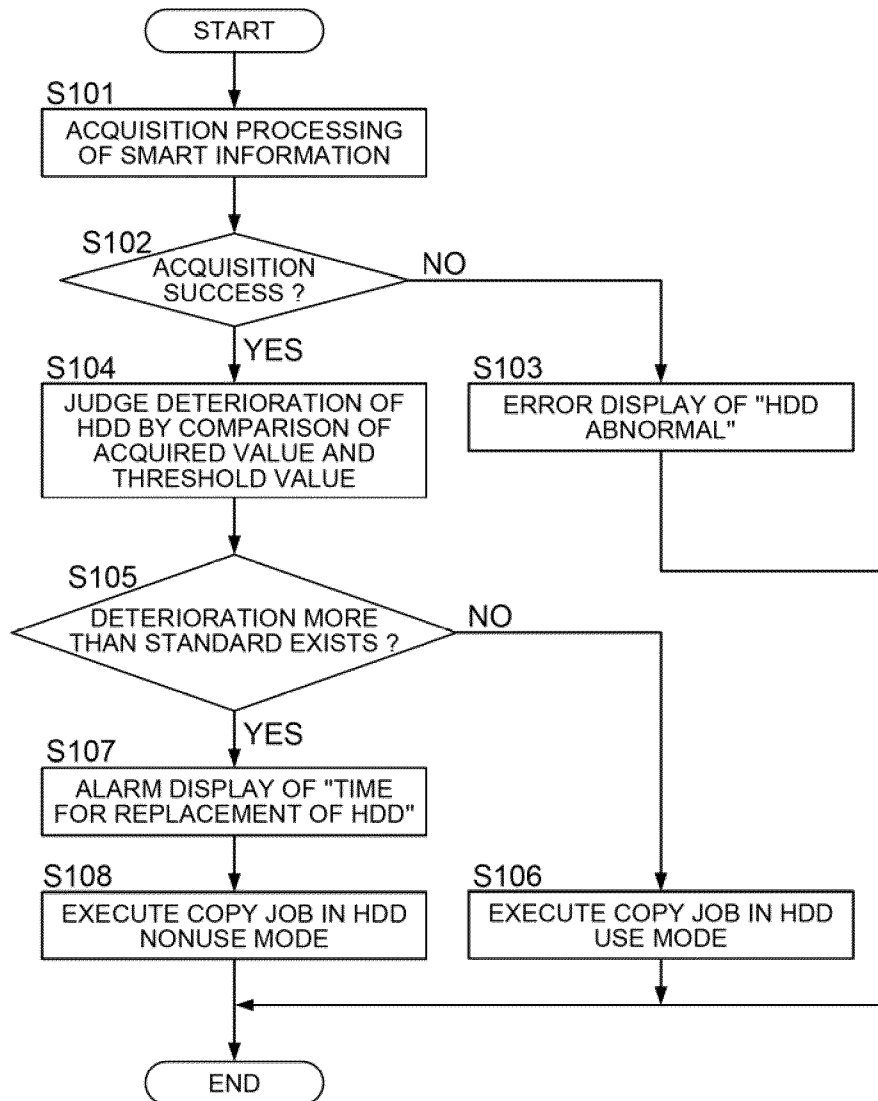 START
S101
ACQUISITION PROCESSING
OF SMART INFORMATION
S102
ACQUISITION
SUCCESS ?
NO
YES
S104
JUDGE DETERIORATION OF
HDD BY COMPARISON OF
ACQUIRED VALUE AND
THRESHOLD VALUE
S103
ERROR DISPLAY OF "HDD
ABNORMAL"
S105
DETERIORATION MORE
THAN STANDARD EXISTS ?
NO
YES
S107
ALARM DISPLAY OF "TIME
FOR REPLACEMENT OF HDD"
S108
EXECUTE COPY JOB IN HDD
NONUSE MODE
S106
EXECUTE COPY JOB IN HDD
USE MODE
END